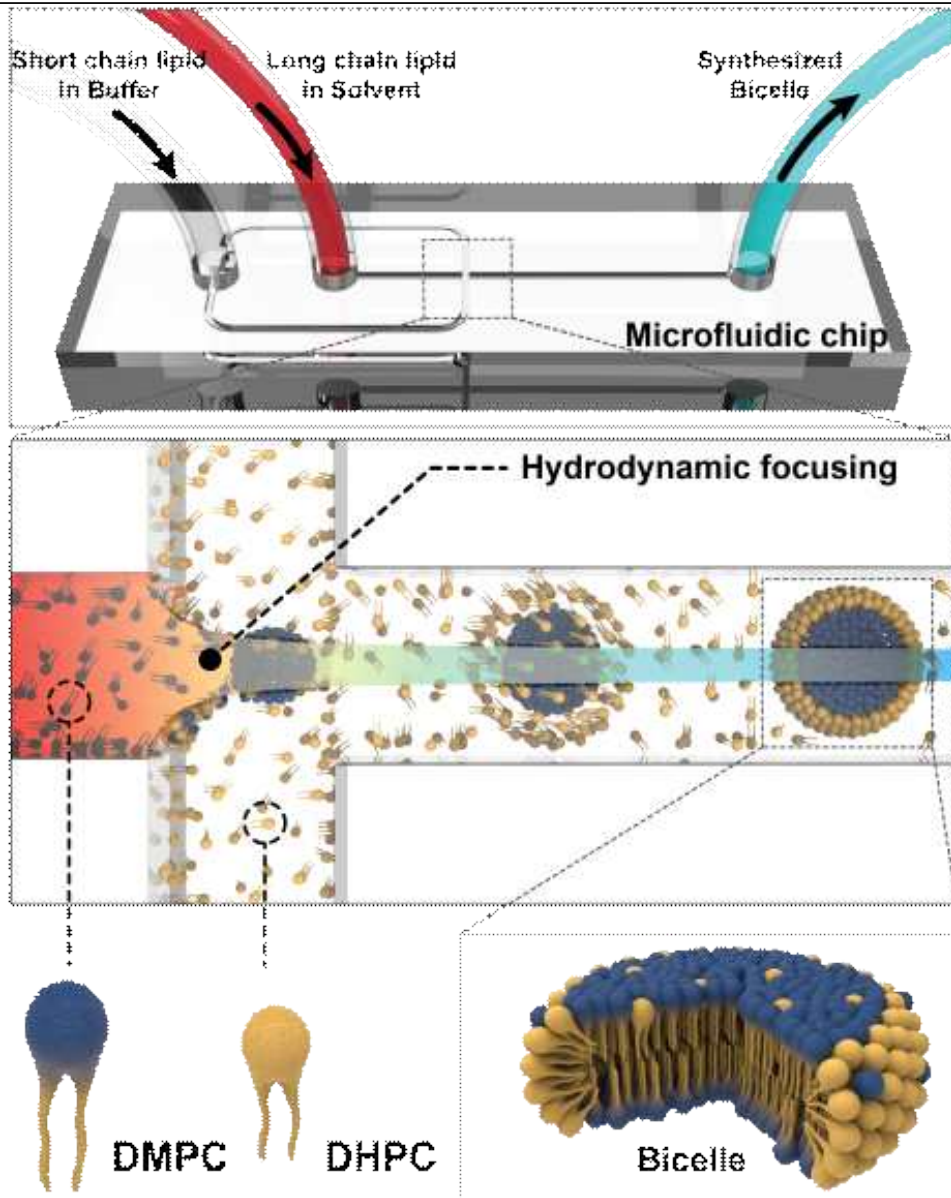 Short chain lipid
in Buffer
Long chain lipid
in Solvent
Synthesized
Bicelle
Microfluidic chip
Hydrodynamic focusing
DMPC
DHPC
Bicelle